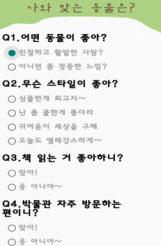 나와 맞는 동물은?
Q1.어떤 동물이 좋아?
친절하고 활발한 사람?
아니면 좀 정중한 느낌?
Q2.무슨 스타일이 좋아?
심플한게 최고지~
난 좀 쿨한게 좋더라
귀여움이 세상을 구해
오늘도 엘레강스하게~
Q3.책 읽는 거 좋아하니?
맞아!
응 아니야~
Q4.박물관 자주 방문하는
편이니?
맞아!
응 아니야~